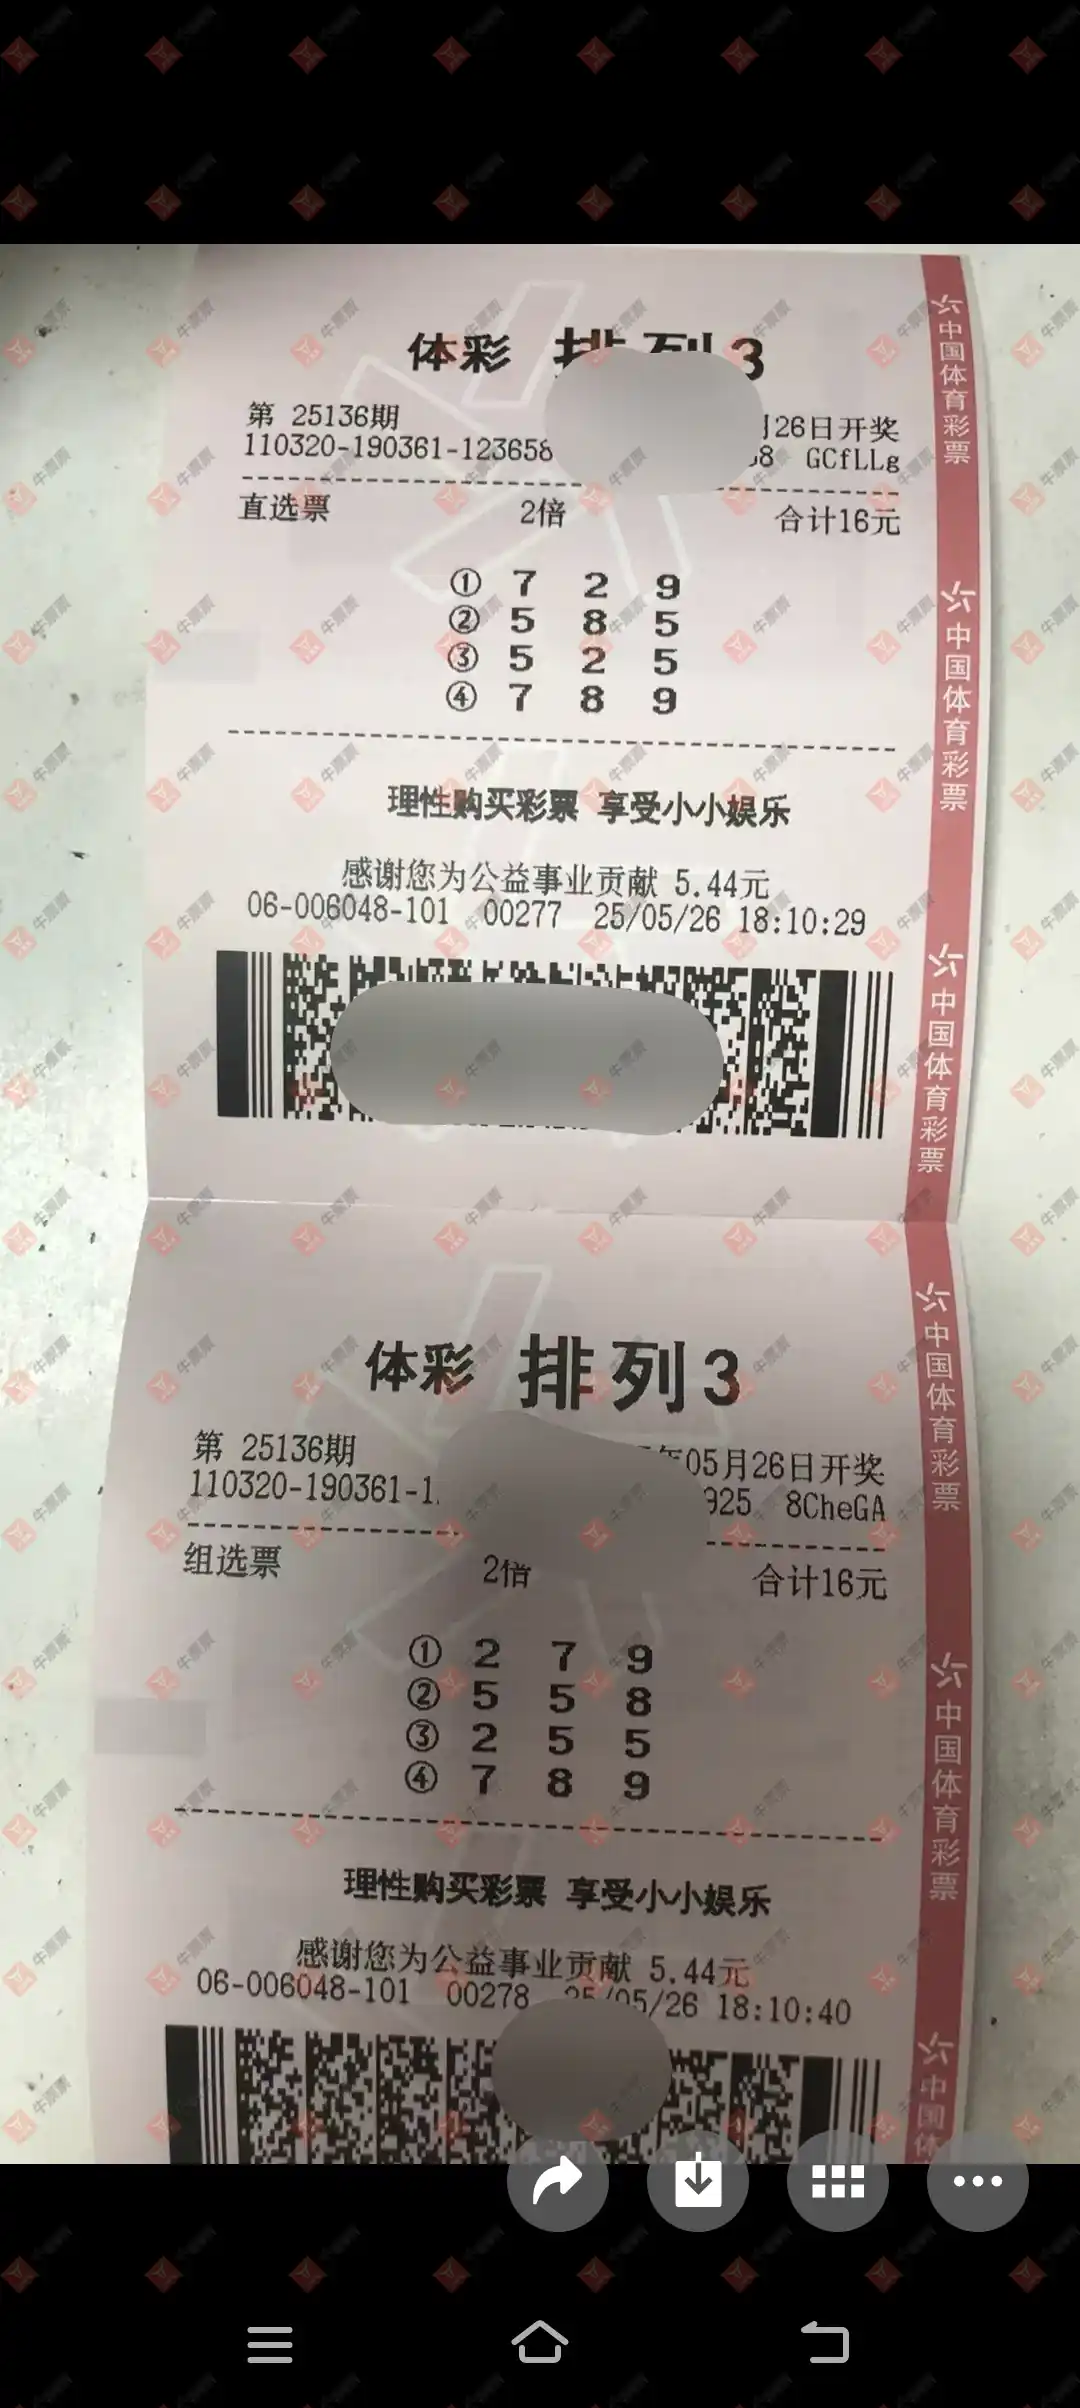 体彩 排列3
第 25136期 月26日开奖
110320-190361-123658 68 GCfLLg
直选票 2倍 合计16元
① 7 2 9
② 5 8 5
③ 5 2 5
④ 7 8 9
理性购买彩票 享受小小娱乐
感谢您为公益事业贡献 5.44元
06-006048-101 00277 25/05/26 18:10:29
中国体育彩票
中国体育彩票
中国体育彩票
体彩 排列3
第 25136期 年05月26日开奖
110320-190361-1 925 8CheGA
组选票 2倍 合计16元
① 2 7 9
② 5 5 8
③ 2 5 5
④ 7 8 9
理性购买彩票 享受小小娱乐
感谢您为公益事业贡献 5.44元
06-006048-101 00278 25/05/26 18:10:40
中国体育彩票
中国体育彩票
中国体
牛票票